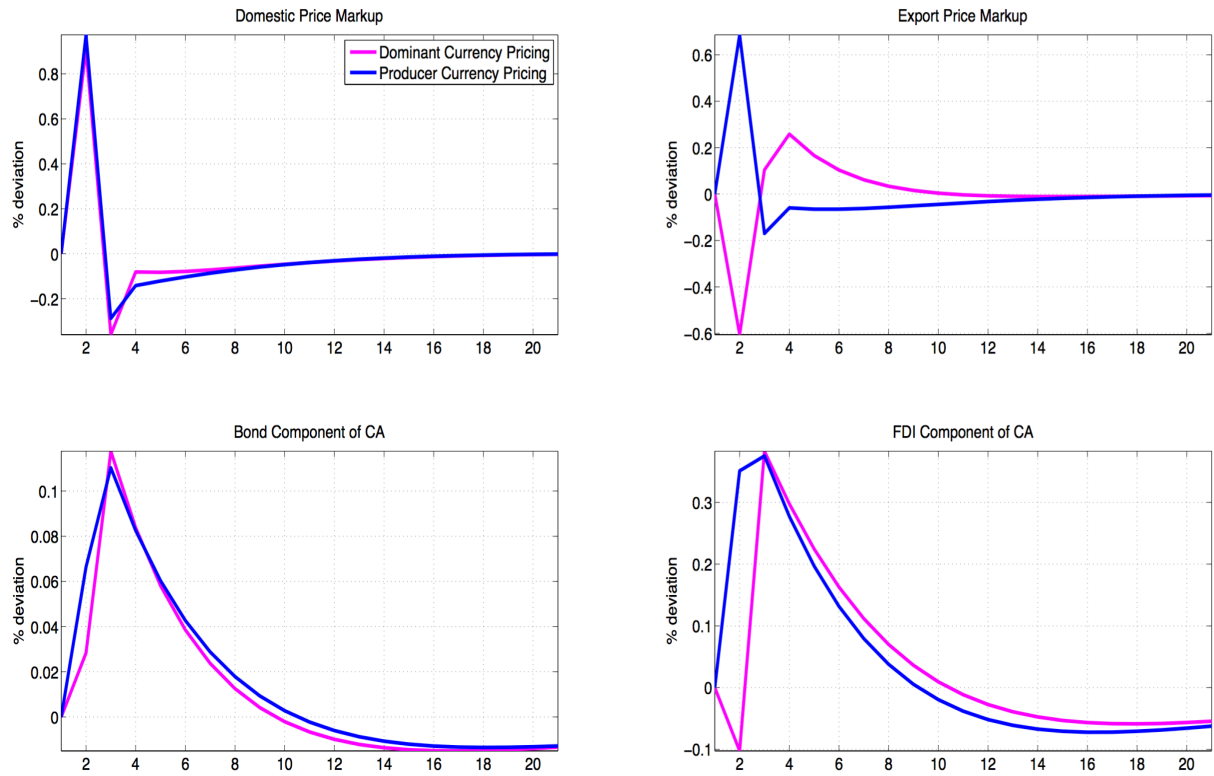 Domestic Price Markup
Dominant Currency Pricing
Producer Currency Pricing
% deviation
0.8
0.6
0.4
0.2
0
−0.2
2 4 6 8 10 12 14 16 18 20
Export Price Markup
% deviation
0.6
0.4
0.2
0
−0.2
−0.4
−0.6
2 4 6 8 10 12 14 16 18 20
Bond Component of CA
% deviation
0.1
0.08
0.06
0.04
0.02
0
2 4 6 8 10 12 14 16 18 20
FDI Component of CA
% deviation
0.3
0.2
0.1
0
−0.1
2 4 6 8 10 12 14 16 18 20